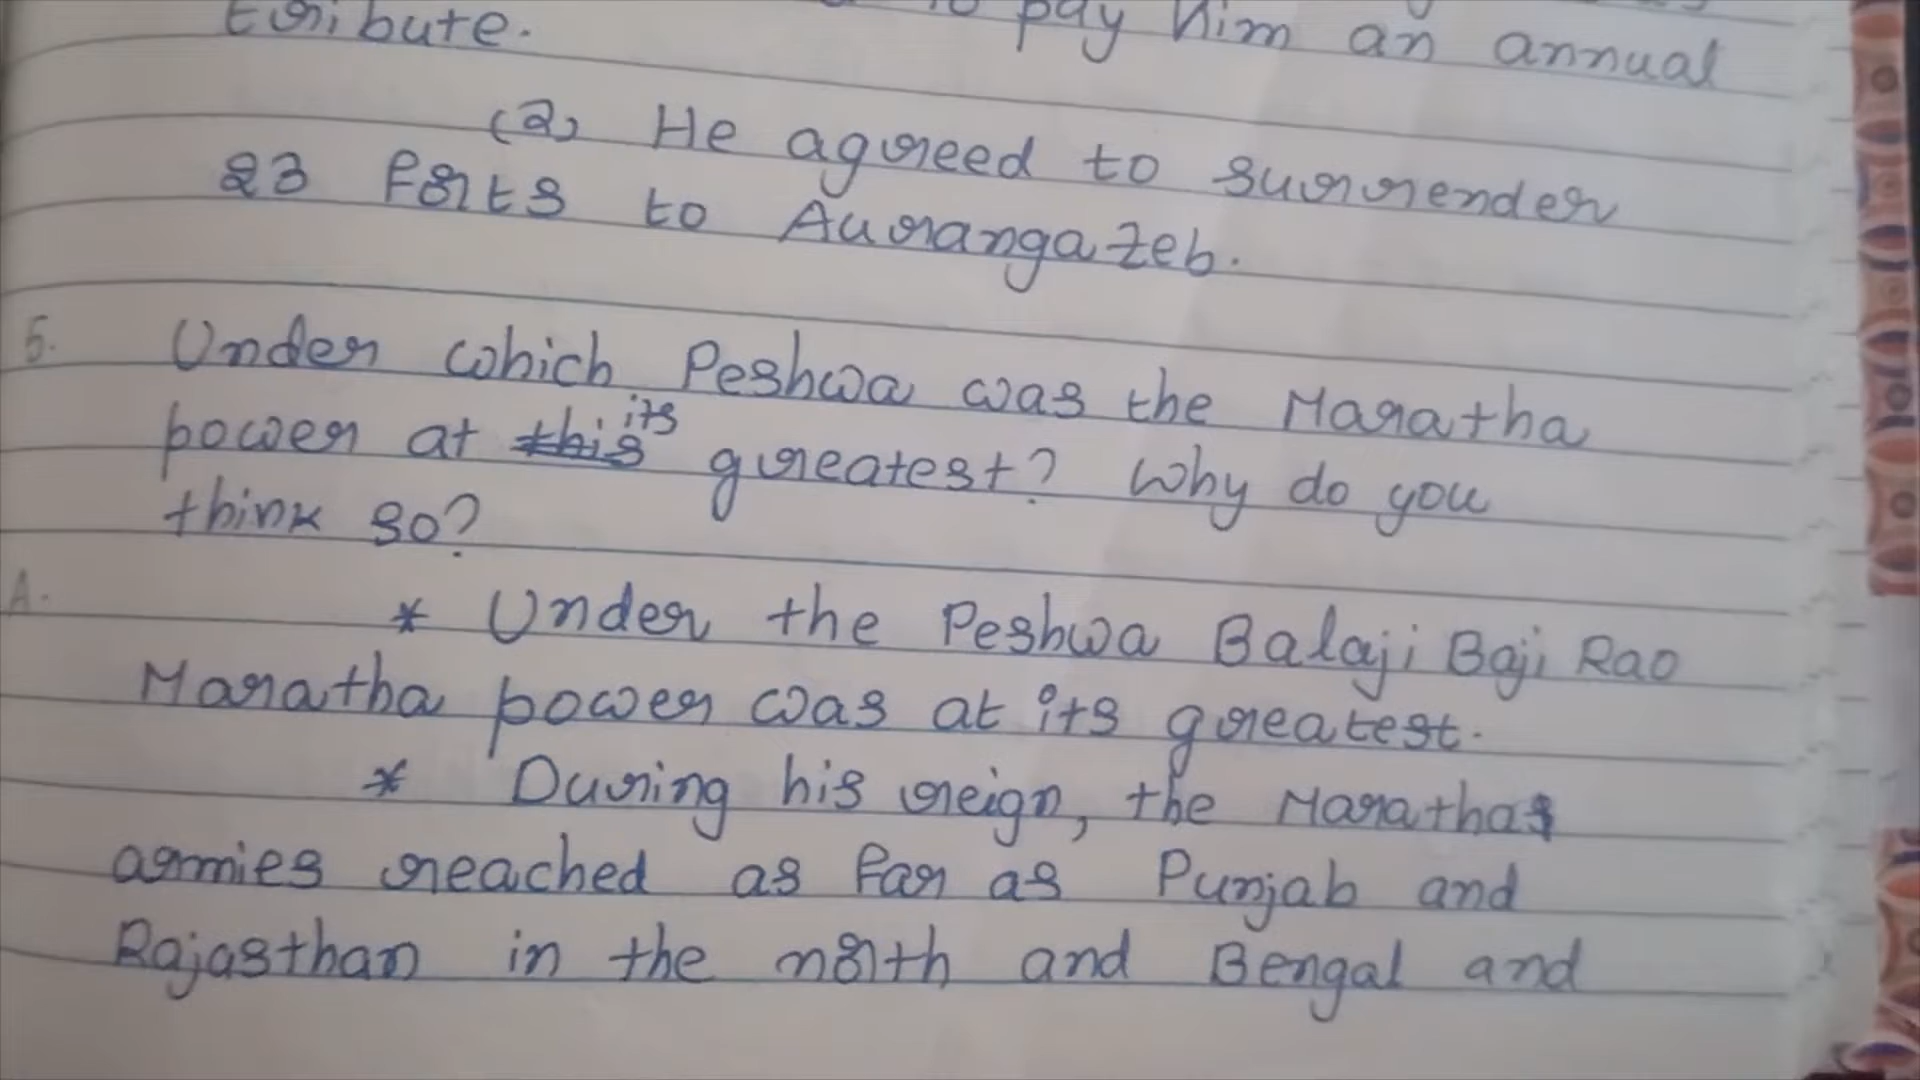 to pay him an annual
tribute.
(2) He agreed to surrender
23 forts to Aurangazeb.
5. Under which Peshwa was the Maratha
power at this its greatest? Why do you
think so?
A.
* Under the Peshwa Balaji Baji Rao
Maratha power was at its greatest.
* During his reign, the Marathas
armies reached as far as Punjab and
Rajasthan in the north and Bengal and